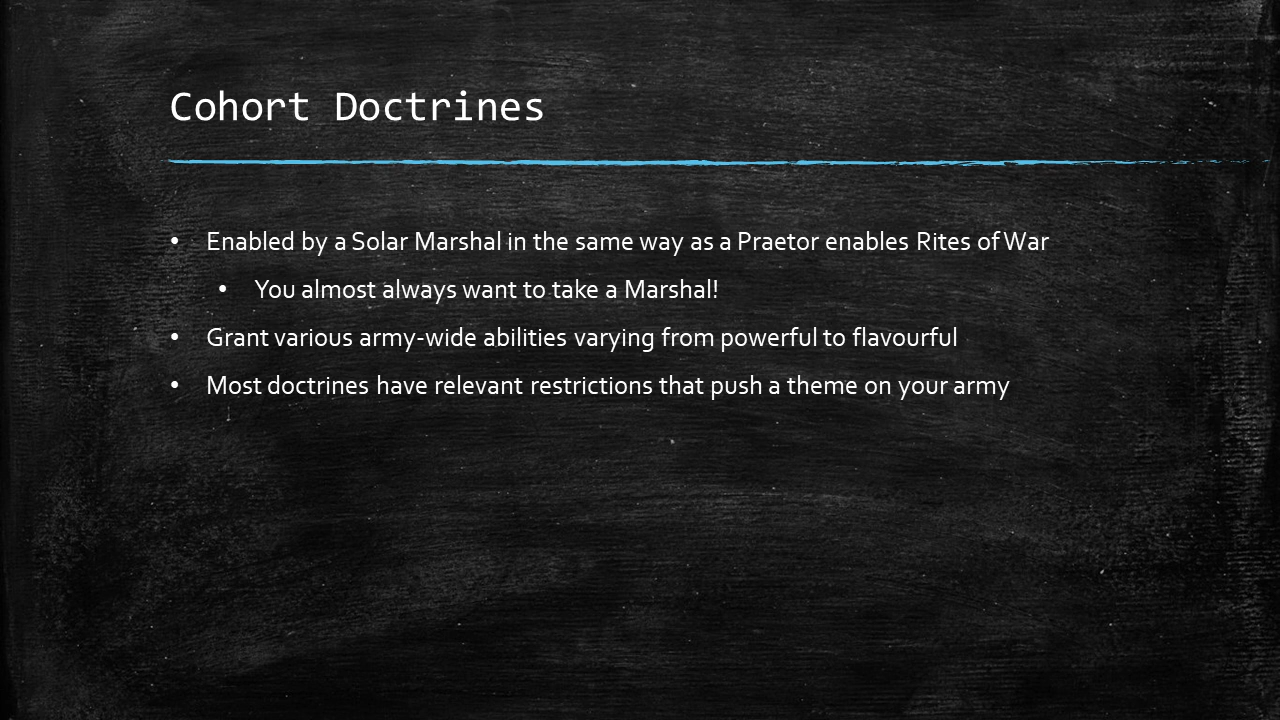 Cohort Doctrines
• Enabled by a Solar Marshal in the same way as a Praetor enables Rites of War
• You almost always want to take a Marshal!
• Grant various army-wide abilities varying from powerful to flavourful
• Most doctrines have relevant restrictions that push a theme on your army